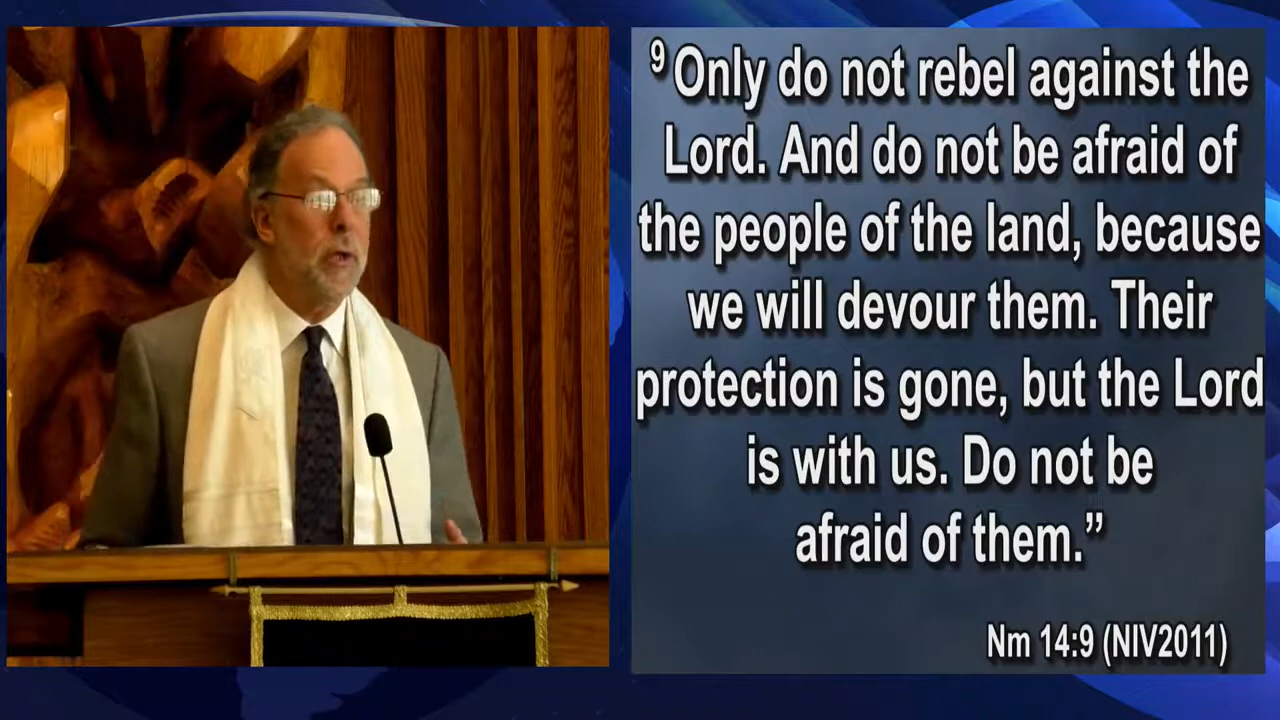 9 Only do not rebel against the
Lord. And do not be afraid of
the people of the land, because
we will devour them. Their
protection is gone, but the Lord
is with us. Do not be
afraid of them.”
Nm 14:9 (NIV2011)